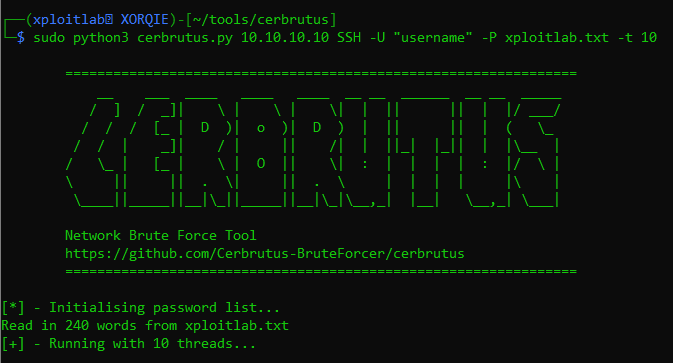 (xploitlab XORQIE)-[~/tools/cerbrutus]
$ sudo python3 cerbrutus.py 10.10.10.10 SSH -U "username" -P xploitlab.txt -t 10
CERBRUTUS
Network Brute Force Tool
https://github.com/Cerbrutus-BruteForcer/cerbrutus
[*] - Initialising password list...
Read in 240 words from xploitlab.txt
[+] - Running with 10 threads...